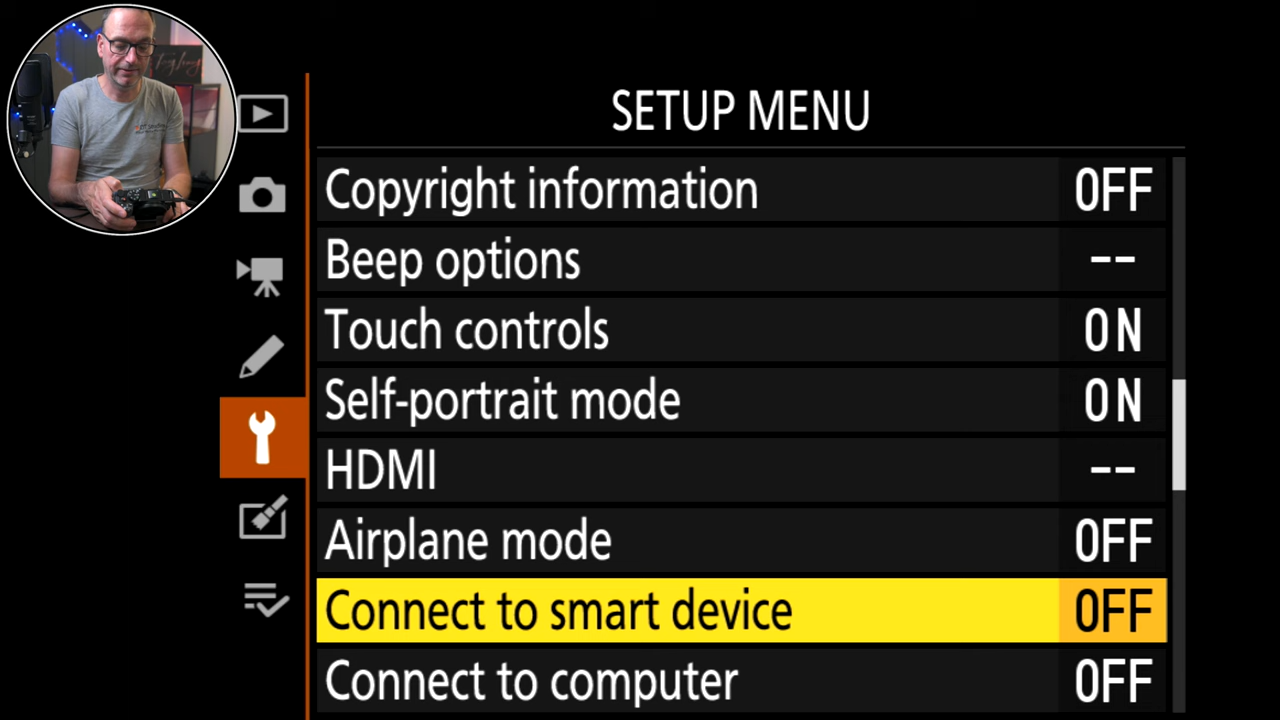 SETUP MENU
Copyright information OFF
Beep options --
Touch controls ON
Self-portrait mode ON
HDMI --
Airplane mode OFF
Connect to smart device OFF
Connect to computer OFF